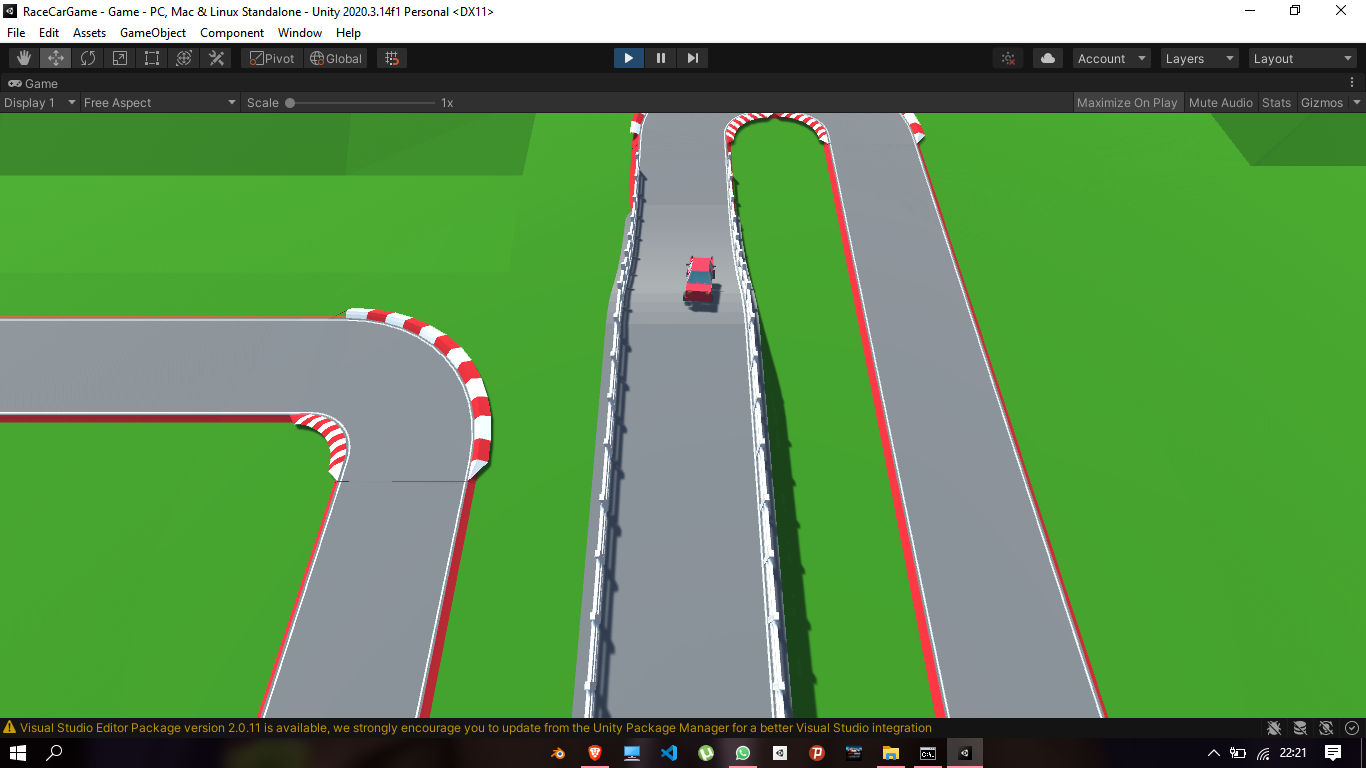 RaceCarGame - Game - PC, Mac & Linux Standalone - Unity 2020.3.14f1 Personal <DX11>
File Edit Assets GameObject Component Window Help
Pivot Global Account Layers Layout
Game
Display 1 Free Aspect Scale 1x Maximize On Play Mute Audio Stats Gizmos
Visual Studio Editor Package version 2.0.11 is available, we strongly encourage you to update from the Unity Package Manager for a better Visual Studio integration
22:21